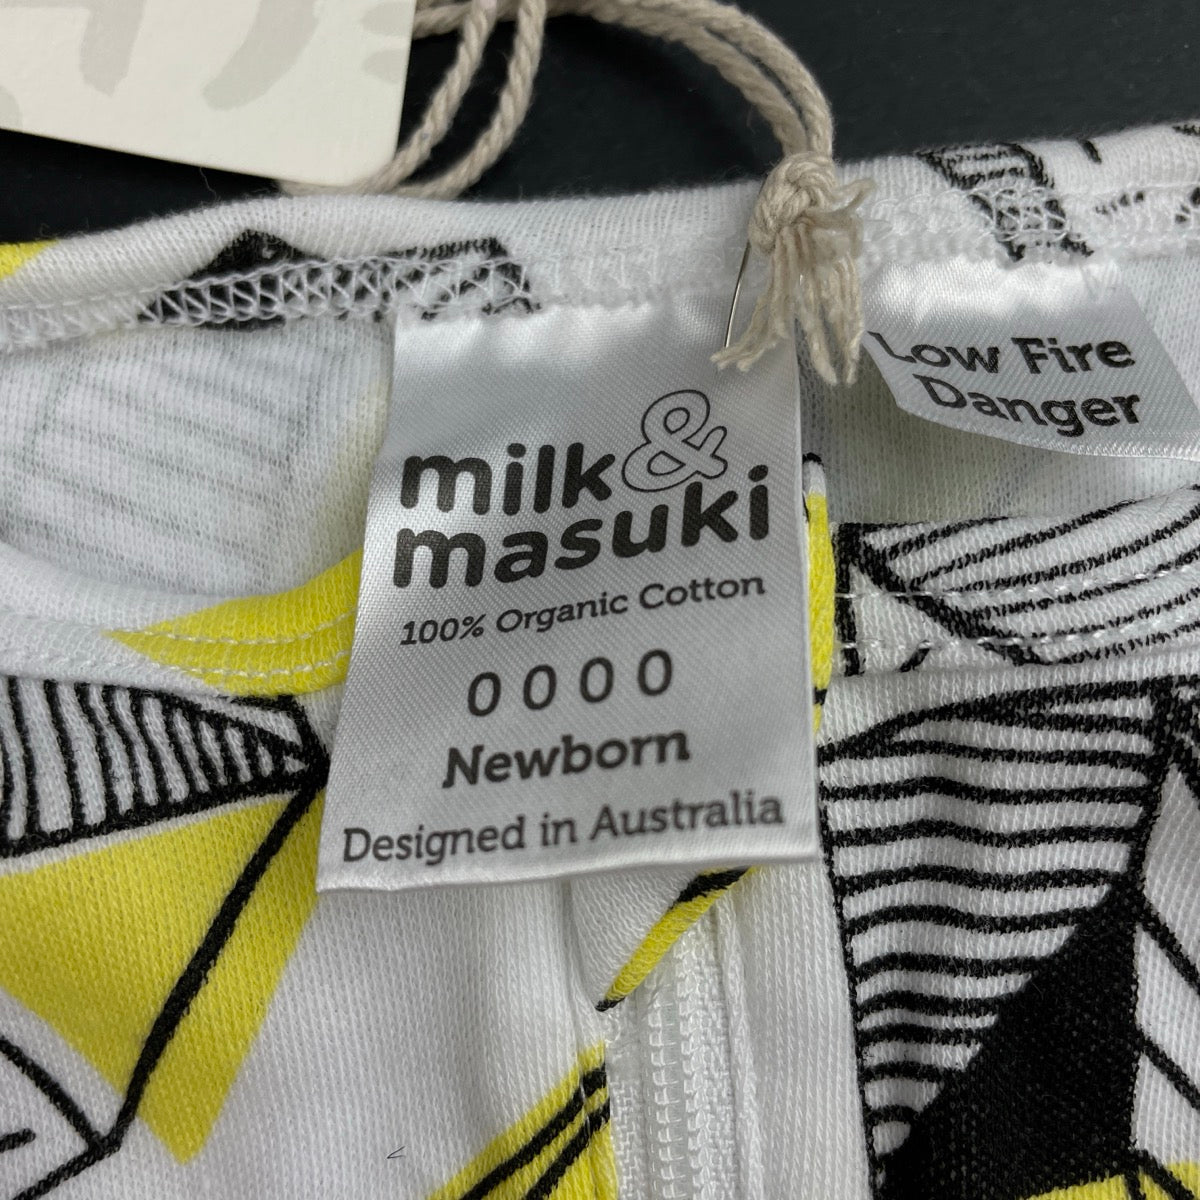 milk &
masuki
100% Organic Cotton
0000
Newborn
Designed in Australia
Low Fire
Danger